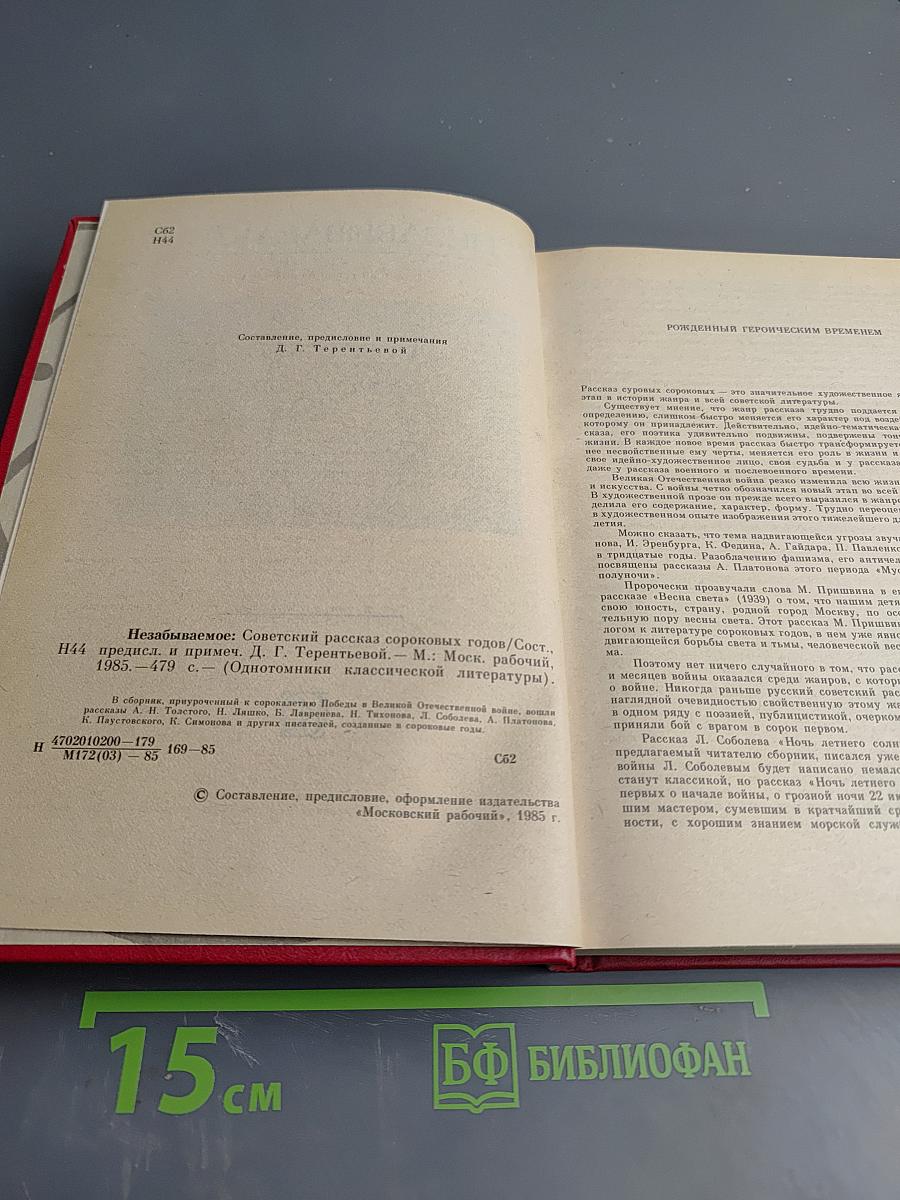 С62
Н44
Составление, предисловие и примечания
Д. Г. Терентьевой
Незабываемое: Советский рассказ сороковых годов/Сост.,
Н44 предисл. и примеч. Д. Г. Терентьевой.— М.: Моск. рабочий,
1985.—479 с.— (Однотомники классической литературы).
В сборник, приуроченный к сорокалетию Победы в Великой Отечественной войне, вошли
рассказы А. Н. Толстого, Н. Ляшко, Б. Лавренева, Н. Тихонова, Л. Соболева, А. Платонова,
К. Паустовского, К. Симонова и других писателей, созданные в сороковые годы.
Н 4702010200—179
М172(03) — 85 169—85
С62
© Составление, предисловие, оформление издательства
«Московский рабочий», 1985 г.
РОЖДЕННЫЙ ГЕРОИЧЕСКИМ ВРЕМЕНЕМ
Рассказ суровых сороковых — это значительное художественное я
этап в истории жанра и всей советской литературы.
Существует мнение, что жанр рассказа трудно поддается
определению, слишком быстро меняется его характер под возде
которому он принадлежит. Действительно, идейно-тематическа
сказа, его поэтика удивительно подвижны, подвержены тон
жизни. В каждое новое время рассказ быстро трансформирует
нее несвойственные ему черты, меняется его роль в жизни и
свое идейно-художественное лицо, своя судьба и у рассказа
даже у рассказа военного и послевоенного времени.
Великая Отечественная война резко изменила всю жизн
и искусства. С войны четко обозначился новый этап во всей
В художественной прозе он прежде всего выразился в жанр
делила его содержание, характер, форму. Трудно переоцен
в художественном опыте изображения этого тяжелейшего дл
летия.
Можно сказать, что тема надвигающейся угрозы звуч
нова, И. Эренбурга, К. Федина, А. Гайдара, П. Павленко
в тридцатые годы. Разоблачению фашизма, его античел
посвящены рассказы А. Платонова этого периода «Мус
полуночи».
Пророчески прозвучали слова М. Пришвина в е
рассказе «Весна света» (1939) о том, что нашим детя
свою юность, страну, родной город Москву, по осо
тельную пору весны света. Этот рассказ М. Пришвин
логом к литературе сороковых годов, в нем уже явно
двигающейся борьбы света и тьмы, человеческой вес
ма.
Поэтому нет ничего случайного в том, что расс
и месяцев войны оказался среди жанров, с котори
о войне. Никогда раньше русский советский расс
наглядной очевидностью свойственную этому жа
в одном ряду с поэзией, публицистикой, очерком
приняли бой с врагом в сорок первом.
Рассказ Л. Соболева «Ночь летнего солн
предлагаемый читателю сборник, писался уже
войны Л. Соболевым будет написано немало
станут классикой, но рассказ «Ночь летнего
первых о начале войны, о грозной ночи 22 ию
шим мастером, сумевшим в кратчайший ср
ности, с хорошим знанием морской служ
15 см
БФ БИБЛИОФАН